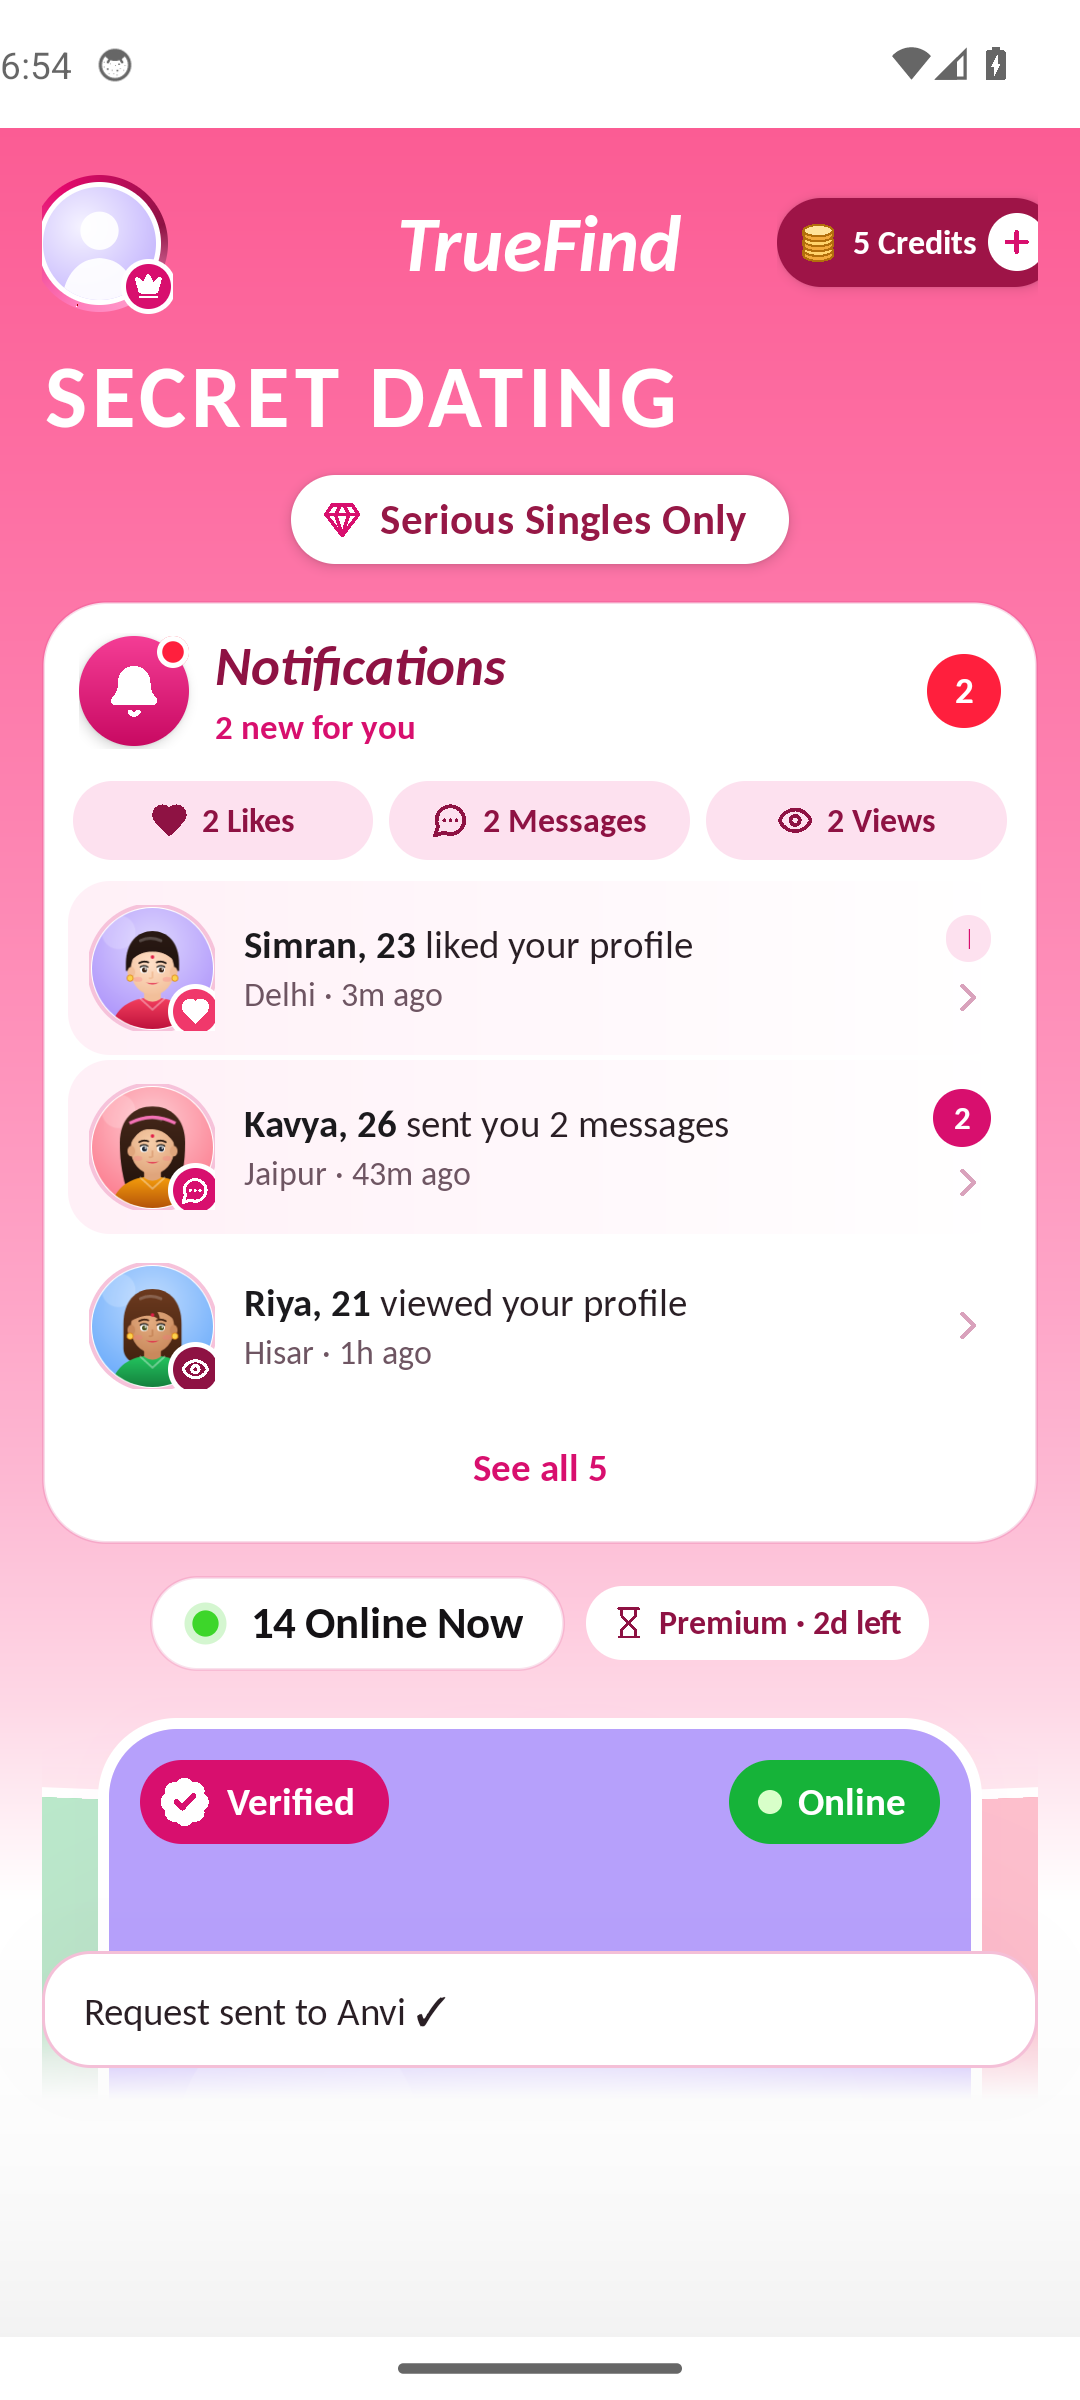 6:54
TrueFind
5 Credits
SECRET DATING
Serious Singles Only
Notifications
2 new for you
2
2 Likes
2 Messages
2 Views
Simran, 23 liked your profile
Delhi · 3m ago
Kavya, 26 sent you 2 messages
Jaipur · 43m ago
2
Riya, 21 viewed your profile
Hisar · 1h ago
See all 5
14 Online Now
Premium · 2d left
Verified
Online
Request sent to Anvi ✓